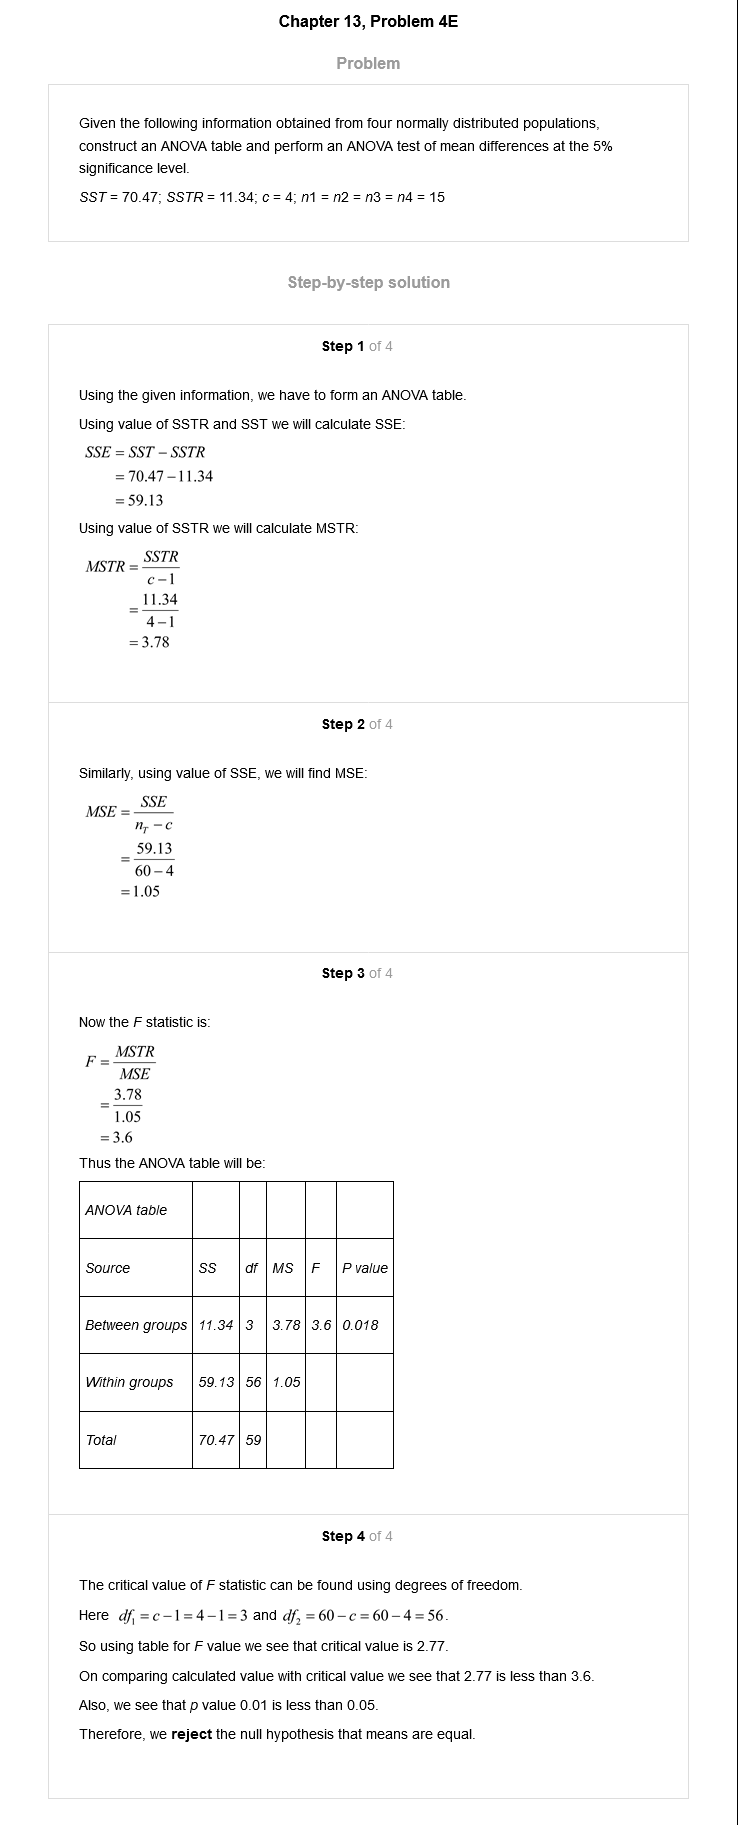 Chapter 13, Problem 4E
Problem
Given the following information obtained from four normally distributed populations,
construct an ANOVA table and perform an ANOVA test of mean differences at the 5%
significance level.
SST = 70.47; SSTR = 11.34; c = 4; n1 = n2 = n3 = n4 = 15
Step-by-step solution
Step 1 of 4
Using the given information, we have to form an ANOVA table.
Using value of SSTR and SST we will calculate SSE:
SSE = SST − SSTR
= 70.47 − 11.34
= 59.13
Using value of SSTR we will calculate MSTR:
MSTR = SSTR / c − 1
= 11.34 / 4 − 1
= 3.78
Step 2 of 4
Similarly, using value of SSE, we will find MSE:
MSE = SSE / n_T − c
= 59.13 / 60 − 4
= 1.05
Step 3 of 4
Now the F statistic is:
F = MSTR / MSE
= 3.78 / 1.05
= 3.6
Thus the ANOVA table will be:
ANOVA table
Source SS df MS F P value
Between groups 11.34 3 3.78 3.6 0.018
Within groups 59.13 56 1.05
Total 70.47 59
Step 4 of 4
The critical value of F statistic can be found using degrees of freedom.
Here df₁ = c − 1 = 4 − 1 = 3 and df₂ = 60 − c = 60 − 4 = 56.
So using table for F value we see that critical value is 2.77.
On comparing calculated value with critical value we see that 2.77 is less than 3.6.
Also, we see that p value 0.01 is less than 0.05.
Therefore, we reject the null hypothesis that means are equal.